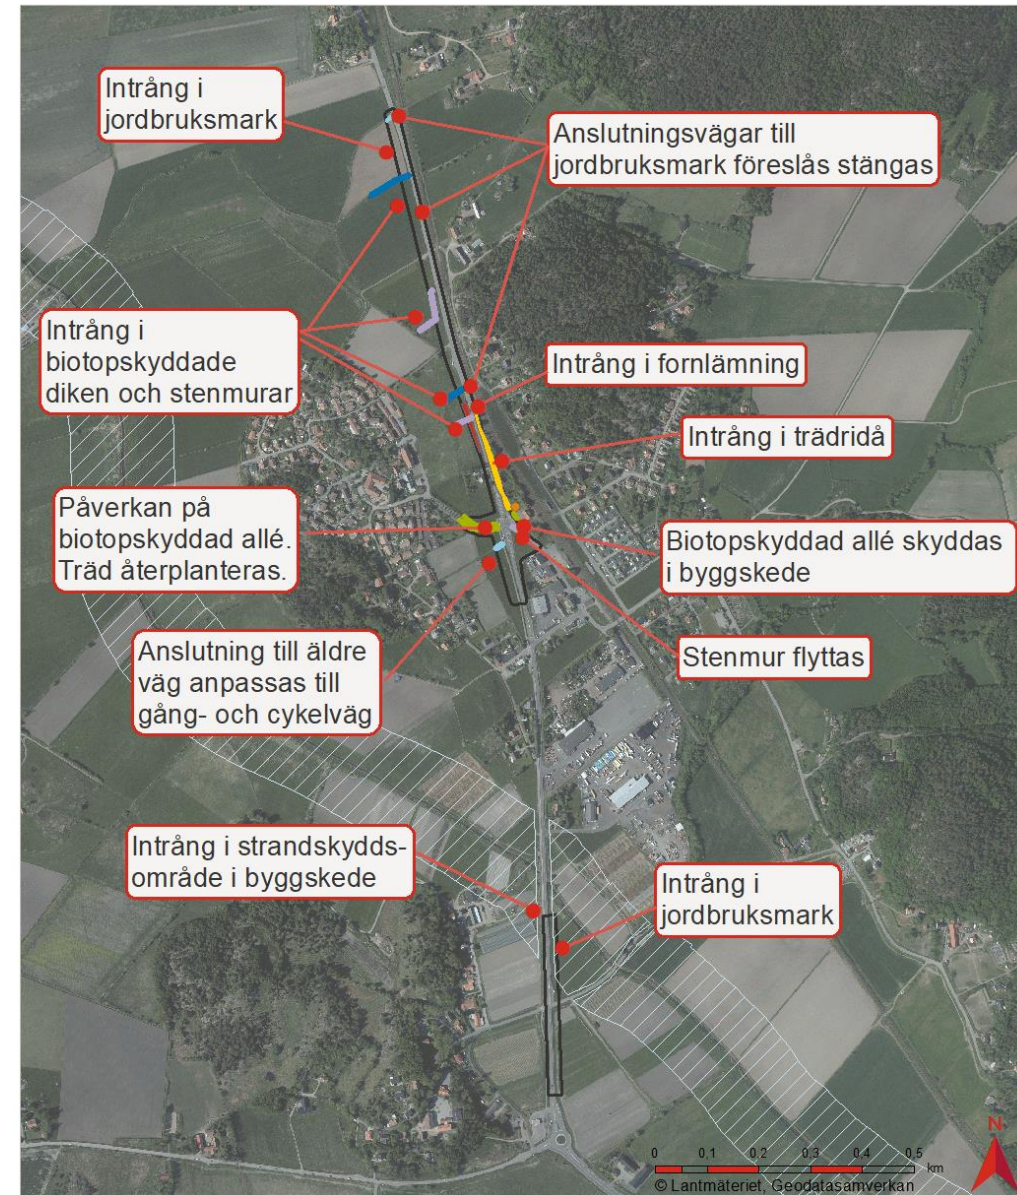 Intrång i
jordbruksmark
Anslutningsvägar till
jordbruksmark föreslås stängas
Intrång i
biotopskyddade
diken och stenmurar
Intrång i fornlämning
Intrång i trädridå
Påverkan på
biotopskyddad allé.
Träd återplanteras.
Biotopskyddad allé skyddas
i byggskede
Anslutning till äldre
väg anpassas till
gång- och cykelväg
Stenmur flyttas
Intrång i strandskydds-
område i byggskede
Intrång i
jordbruksmark
N
0 0,1 0,2 0,3 0,4 0,5
km
© Lantmäteriet, Geodatasamverkan